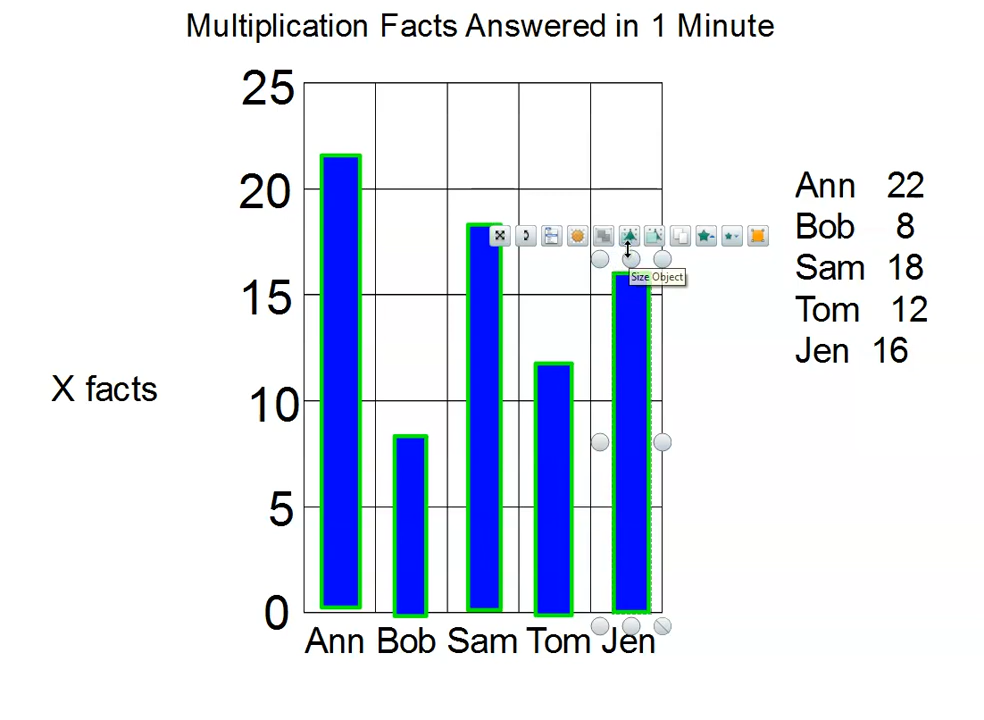 Multiplication Facts Answered in 1 Minute
25
20
15
10
5
0
X facts
Ann Bob Sam Tom Jen
Size Object
Ann 22
Bob 8
Sam 18
Tom 12
Jen 16